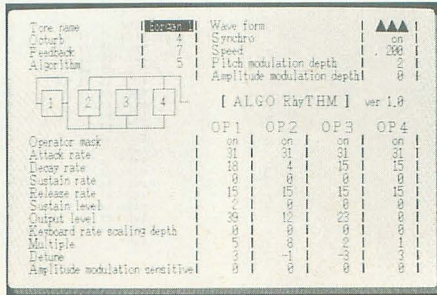 Tone name Eorgan 1 Wave form
Octurb 4 Synchro on
Feedback 7 Speed .200
Algorithm 5 Pitch modulation depth 2
Amplitude modulation depth 0
1 2 3 4
[ ALGO RhyTHM ] ver 1.0
OP1 OP2 OP3 OP4
Operator mask on on on on
Attack rate 31 31 31 31
Decay rate 18 4 15 15
Sustain rate 0 0 0 0
Release rate 15 15 15 15
Sustain level 2 0 0 0
Output level 39 12 23 0
Keyboard rate scaling depth 0 0 0 0
Multiple 5 8 2 1
Detune 3 -1 -3 3
Amplitude modulation sensitive 0 0 0 0